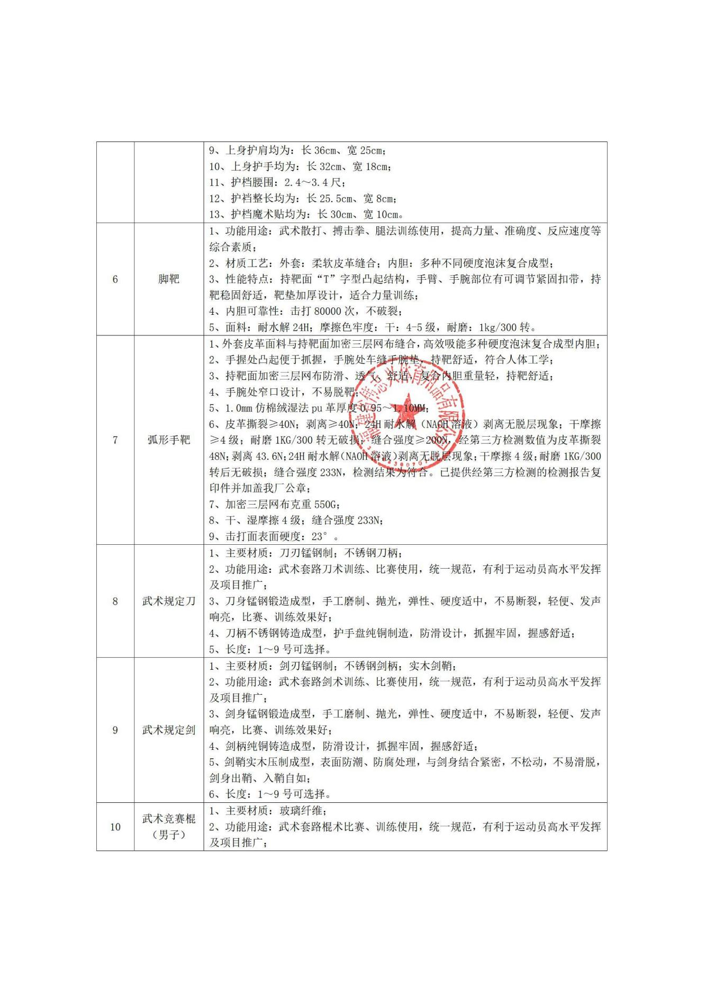 9、上身护肩均为：长 36cm、宽 25cm；
10、上身护手均为：长 32cm、宽 18cm；
11、护档腰围：2.4～3.4 尺；
12、护裆整长均为：长 25.5cm、宽 8cm；
13、护档魔术贴均为：长 30cm、宽 10cm。
6
脚靶
1、功能用途：武术散打、搏击拳、腿法训练使用，提高力量、准确度、反应速度等
综合素质；
2、材质工艺：外套：柔软皮革缝合；内胆：多种不同硬度泡沫复合成型；
3、性能特点：持靶面“T”字型凸起结构，手臂、手腕部位有可调节紧固扣带，持
靶稳固舒适，靶垫加厚设计，适合力量训练；
4、内胆可靠性：击打 80000 次，不破裂；
5、面料：耐水解 24H；摩擦色牢度：干：4-5 级，耐磨：1kg/300 转。
7
弧形手靶
1、外套皮革面料与持靶面加密三层网布缝合，高效吸能多种硬度泡沫复合成型内胆；
2、手握处凸起便于抓握，手腕处车缝手腕垫，持靶舒适，符合人体工学；
3、持靶面加密三层网布防滑、透气、舒适，复合内胆重量轻，持靶舒适；
4、手腕处窄口设计，不易脱靶；
5、1.0mm 仿棉绒湿法 pu 革厚度 0.95～1.10MM；
6、皮革撕裂≥40N；剥离≥40N；24H 耐水解（NAOH 溶液）剥离无脱层现象；干摩擦
≥4 级；耐磨 1KG/300 转无破损；缝合强度≥200N，经第三方检测数值为皮革撕裂
48N；剥离 43.6N；24H 耐水解（NAOH 溶液）剥离无脱层现象；干摩擦 4 级；耐磨 1KG/300
转后无破损；缝合强度 233N，检测结果为符合。已提供经第三方检测的检测报告复
印件并加盖我厂公章；
7、加密三层网布克重 550G；
8、干、湿摩擦 4 级；缝合强度 233N；
9、击打面表面硬度：23°。
8
武术规定刀
1、主要材质：刀刃锰钢制；不锈钢刀柄；
2、功能用途：武术套路刀术训练、比赛使用，统一规范，有利于运动员高水平发挥
及项目推广；
3、刀身锰钢锻造成型，手工磨制、抛光，弹性、硬度适中，不易断裂，轻便、发声
响亮，比赛、训练效果好；
4、刀柄不锈钢铸造成型，护手盘纯铜制造，防滑设计，抓握牢固，握感舒适；
5、长度：1～9 号可选择。
9
武术规定剑
1、主要材质：剑刃锰钢制；不锈钢剑柄；实木剑鞘；
2、功能用途：武术套路剑术训练、比赛使用，统一规范，有利于运动员高水平发挥
及项目推广；
3、剑身锰钢锻造成型，手工磨制、抛光，弹性、硬度适中，不易断裂，轻便、发声
响亮，比赛、训练效果好；
4、剑柄纯铜铸造成型，防滑设计，抓握牢固，握感舒适；
5、剑鞘实木压制成型，表面防潮、防腐处理，与剑身结合紧密，不松动，不易滑脱，
剑身出鞘、入鞘自如；
6、长度：1～9 号可选择。
10
武术竞赛棍
（男子）
1、主要材质：玻璃纤维；
2、功能用途：武术套路棍术比赛、训练使用，统一规范，有利于运动员高水平发挥
及项目推广；